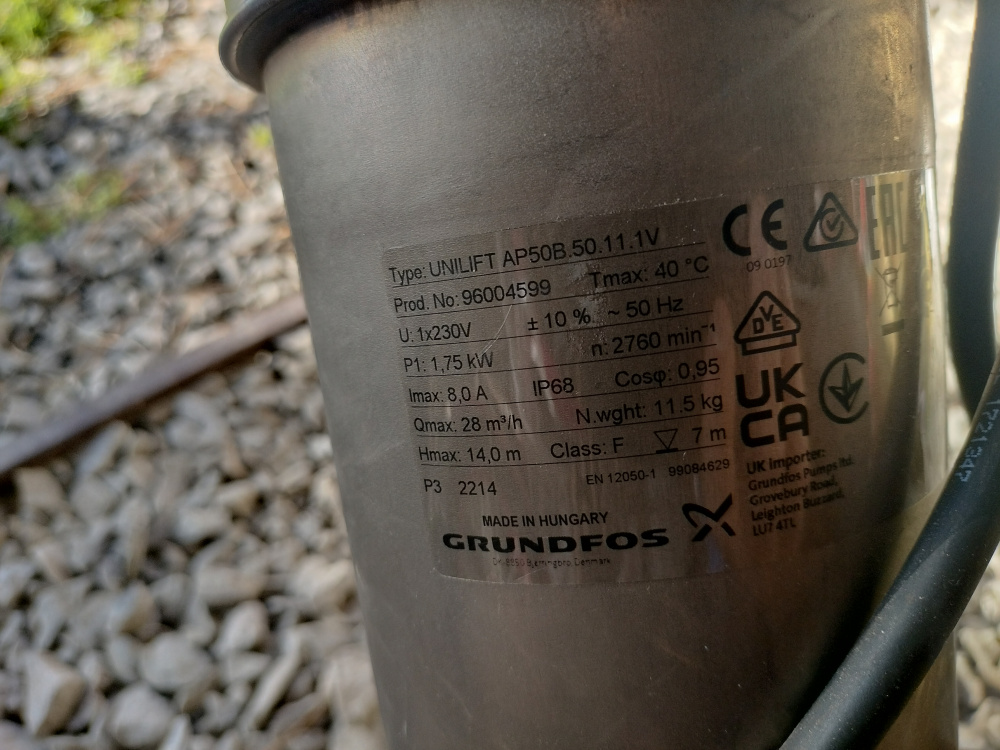 Type: UNILIFT AP50B.50.11.1V
Prod. No: 96004599 Tmax: 40 °C
U: 1x230V ± 10 % ~ 50 Hz
P1: 1,75 kW n: 2760 min⁻¹
Imax: 8,0 A IP68 Cosφ: 0,95
Qmax: 28 m³/h N.wght: 11.5 kg
Hmax: 14,0 m Class: F 7 m
P3 2214 EN 12050-1 99084629
MADE IN HUNGARY
GRUNDFOS
Denmark
CE
EAC
09 0197
DVE
UK
CA
UK Importer:
Grundfos Pumps ltd.
Grovebury Road,
Leighton Buzzard,
LU7 4TL